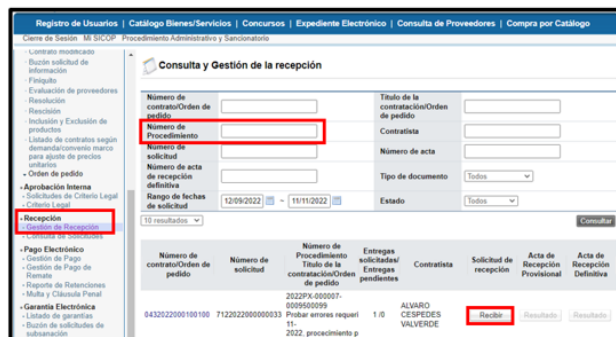 Registro de Usuarios | Catálogo Bienes/Servicios | Concursos | Expediente Electrónico | Consulta de Proveedores | Compra por Catálogo
Cierre de Sesión Mi SICOP Procedimiento Administrativo y Sancionatorio
Contrato modificado
Buzón solicitud de
información
Finiquito
Evaluación de proveedores
Resolución
Rescisión
Inclusión y Exclusión de
productos
Listado de contratos según
demanda/convenio marco
para ajuste de precios
unitarios
Orden de pedido
Aprobación Interna
Solicitudes de Criterio Legal
Criterio Legal
Recepción
Gestión de Recepción
Consulta de Solicitudes
Pago Electrónico
Gestión de Pago
Gestión de Pago de
Remate
Reporte de Retenciones
Multa y Cláusula Penal
Garantía Electrónica
Listado de garantías
Buzón de solicitudes de
subsanación
Consulta y Gestión de la recepción
Número de
contrato/Orden de
pedido
Título de la
contratación/Orden
de pedido
Número de
Procedimiento
Contratista
Número de
solicitud
Número de acta
Número de acta
de recepción
definitiva
Tipo de documento
Todos
Rango de fechas
de solicitud
12/09/2022 ~ 11/11/2022
Estado
Todos
10 resultados
Consultar
Número de
contrato/Orden de
pedido
Número de
solicitud
Número de
Procedimiento
Título de la
contratación/Orden
de pedido
Entregas
solicitadas/
Entregas
pendientes
Contratista
Solicitud de
recepción
Acta de
Recepción
Provisional
Acta de
Recepción
Definitiva
0432022000100100
7122022000000033
2022PX-000007-
0009500099
Probar errores requeri
11-
2022, procecimiento p
1 /0
ALVARO
CESPEDES
VALVERDE
Recibir
Resultado
Resultado